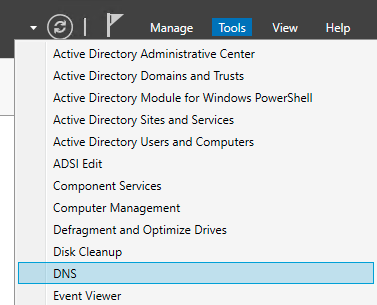 Manage Tools View Help
Active Directory Administrative Center
Active Directory Domains and Trusts
Active Directory Module for Windows PowerShell
Active Directory Sites and Services
Active Directory Users and Computers
ADSI Edit
Component Services
Computer Management
Defragment and Optimize Drives
Disk Cleanup
DNS
Event Viewer